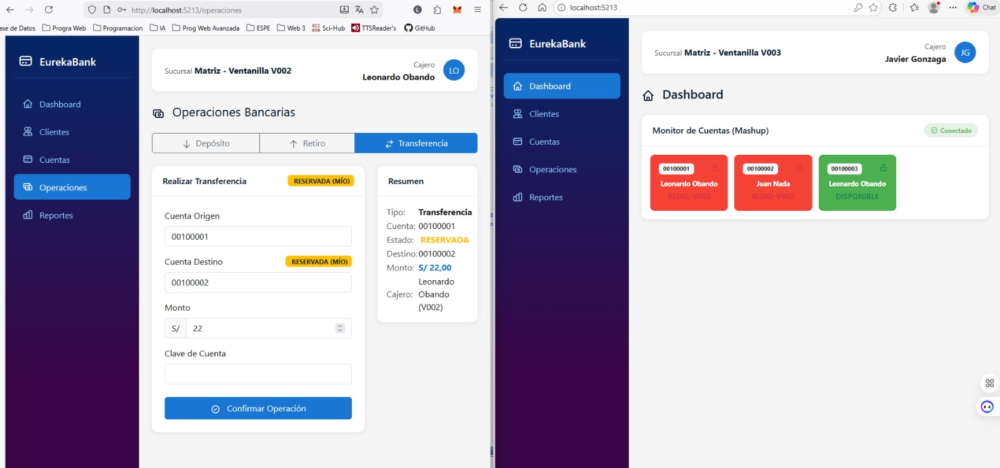 http://localhost:5213/operaciones
ase de Datos Progra Web Programacion IA Prog Web Avanzada ESPE Web 3 SCI HUB Sci-Hub TTSReader's GitHub
EurekaBank
Dashboard
Clientes
Cuentas
Operaciones
Reportes
Sucursal Matriz - Ventanilla V002
Cajero
Leonardo Obando
LO
Operaciones Bancarias
Depósito
Retiro
Transferencia
Realizar Transferencia
RESERVADA (MÍO)
Cuenta Origen
00100001
Cuenta Destino
RESERVADA (MÍO)
00100002
Monto
S/ 22
Clave de Cuenta
Confirmar Operación
Resumen
Tipo: Transferencia
Cuenta: 00100001
Estado: RESERVADA
Destino: 00100002
Monto: S/ 22,00
Cajero: Leonardo
Obando
(V002)
localhost:5213
Chat
EurekaBank
Dashboard
Clientes
Cuentas
Operaciones
Reportes
Sucursal Matriz - Ventanilla V003
Cajero
Javier Gonzaga
JG
Dashboard
Monitor de Cuentas (Mashup)
Conectado
00100001
Leonardo Obando
BLOQ: V002
00100002
Juan Nada
BLOQ: V002
00100003
Leonardo Obando
DISPONIBLE